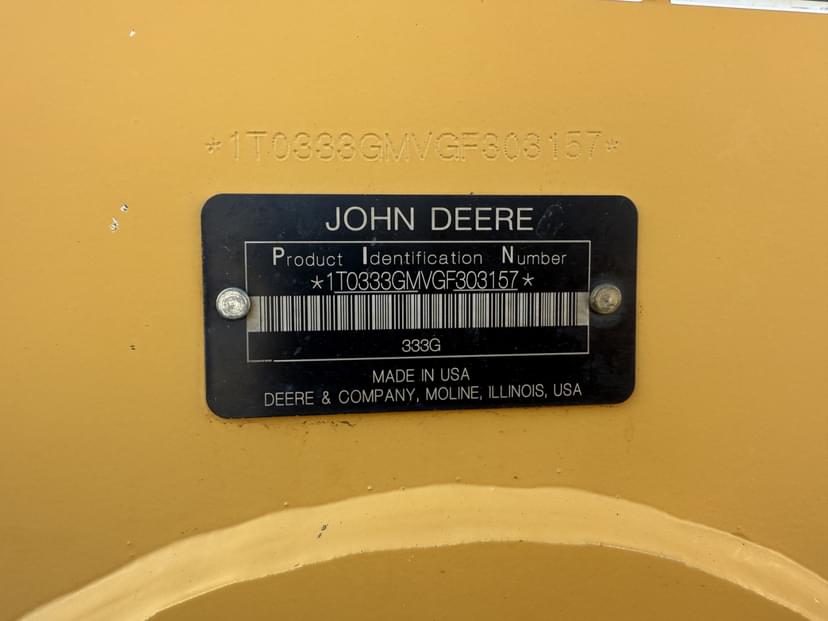 *1T0333GMVGF303157*
JOHN DEERE
Product Identification Number
*1T0333GMVGF303157*
333G
MADE IN USA
DEERE & COMPANY, MOLINE, ILLINOIS, USA